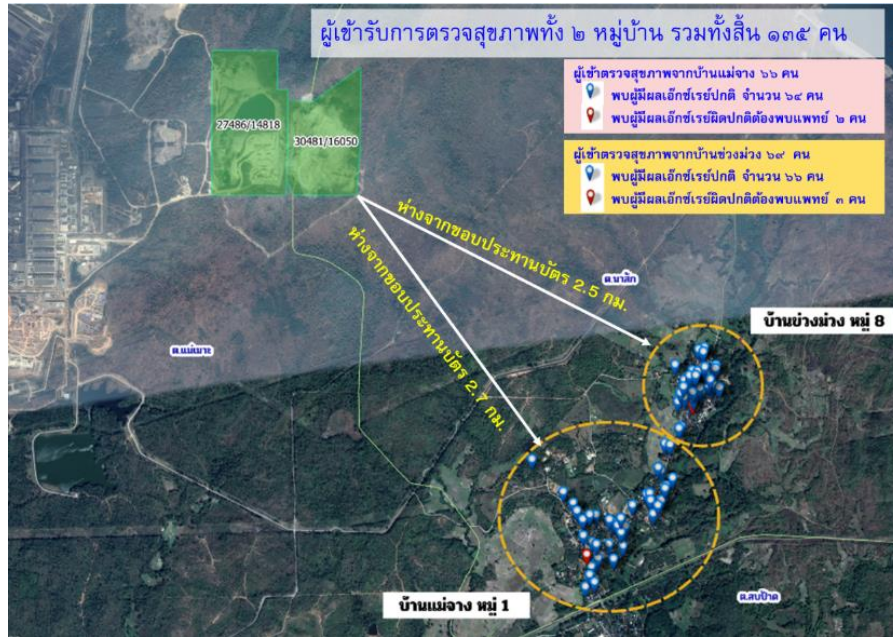 ผู้เข้ารับการตรวจสุขภาพทั้ง ๒ หมู่บ้าน รวมทั้งสิ้น ๑๓๕ คน
ผู้เข้าตรวจสุขภาพจากบ้านแม่จาง ๖๖ คน
พบผู้มีผลเอ๊กซ์เรย์ปกติ จำนวน ๖๔ คน
พบผู้มีผลเอ๊กซ์เรย์ผิดปกติต้องพบแพทย์ ๒ คน
ผู้เข้าตรวจสุขภาพจากบ้านข่วงม่วง ๖๙ คน
พบผู้มีผลเอ๊กซ์เรย์ปกติ จำนวน ๖๖ คน
พบผู้มีผลเอ๊กซ์เรย์ผิดปกติต้องพบแพทย์ ๓ คน
27486/14818
30481/16050
ห่างจากขอบประทานบัตร 2.5 กม.
ห่างจากขอบประทานบัตร 2.7 กม.
ต.นาสัก
บ้านข่วงม่วง หมู่ 8
ต.แม่เมาะ
บ้านแม่จาง หมู่ 1
ต.สบป้าด